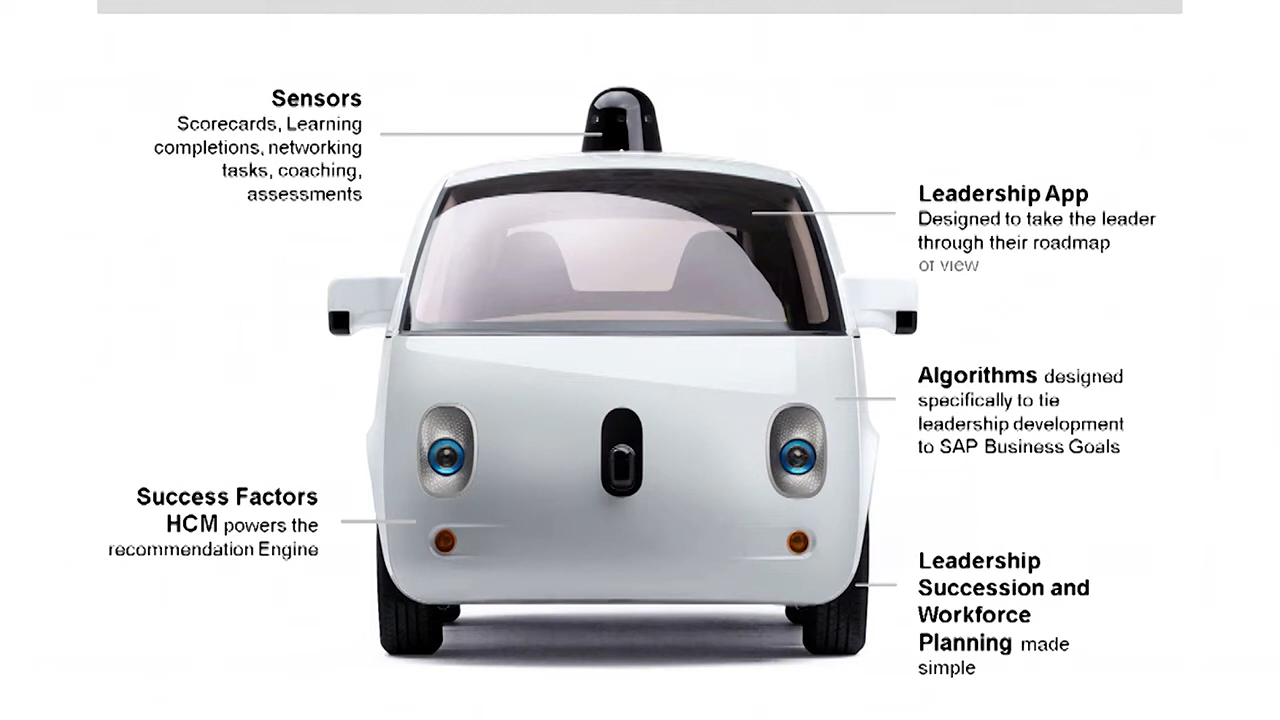 Sensors
Scorecards, Learning
completions, networking
tasks, coaching,
assessments
Leadership App
Designed to take the leader
through their roadmap
of view
Algorithms designed
specifically to tie
leadership development
to SAP Business Goals
Success Factors
HCM powers the
recommendation Engine
Leadership
Succession and
Workforce
Planning made
simple